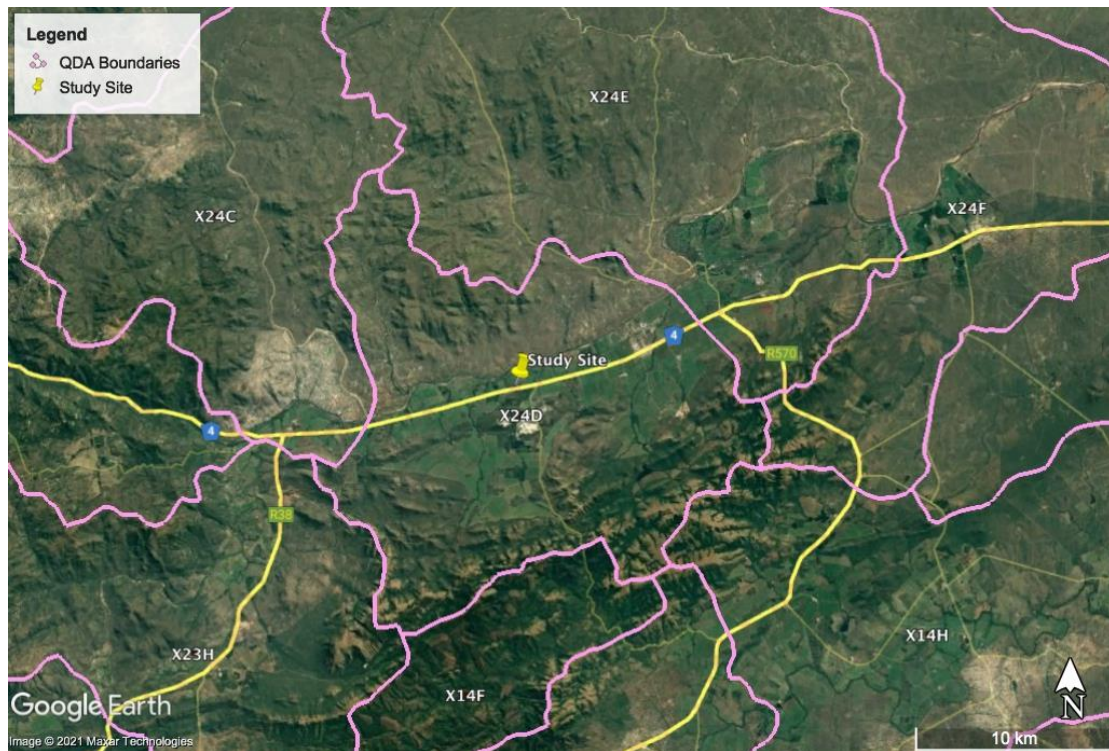 Legend
QDA Boundaries
Study Site
X24E
X24C
X24F
4
Study Site
R570
X24D
4
R38
X23H
X14F
X14H
N
Google Earth
Image © 2021 Maxar Technologies
10 km